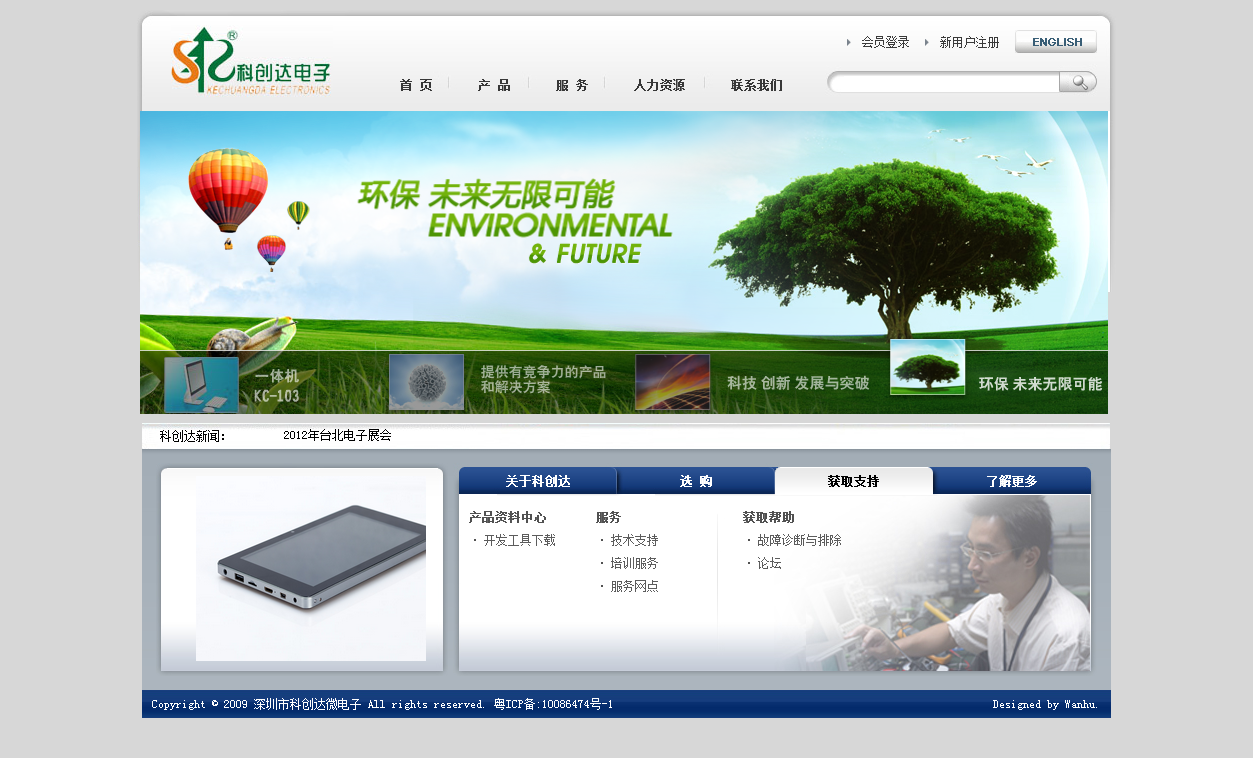 会员登录 新用户注册 ENGLISH
科创达电子®
KECHUANGDA ELECTRONICS
首 页 产 品 服 务 人力资源 联系我们
环保 未来无限可能
ENVIRONMENTAL
& FUTURE
一体机
KC-103
提供有竞争力的产品
和解决方案
科技 创新 发展与突破
环保 未来无限可能
科创达新闻: 2012年台北电子展会
关于科创达 选 购 获取支持 了解更多
产品资料中心 服务 获取帮助
· 开发工具下载 · 技术支持 · 故障诊断与排除
· 培训服务 · 论坛
· 服务网点
Copyright © 2009 深圳市科创达微电子 All rights reserved. 粤ICP备:10086474号-1 Designed by Wanhu.